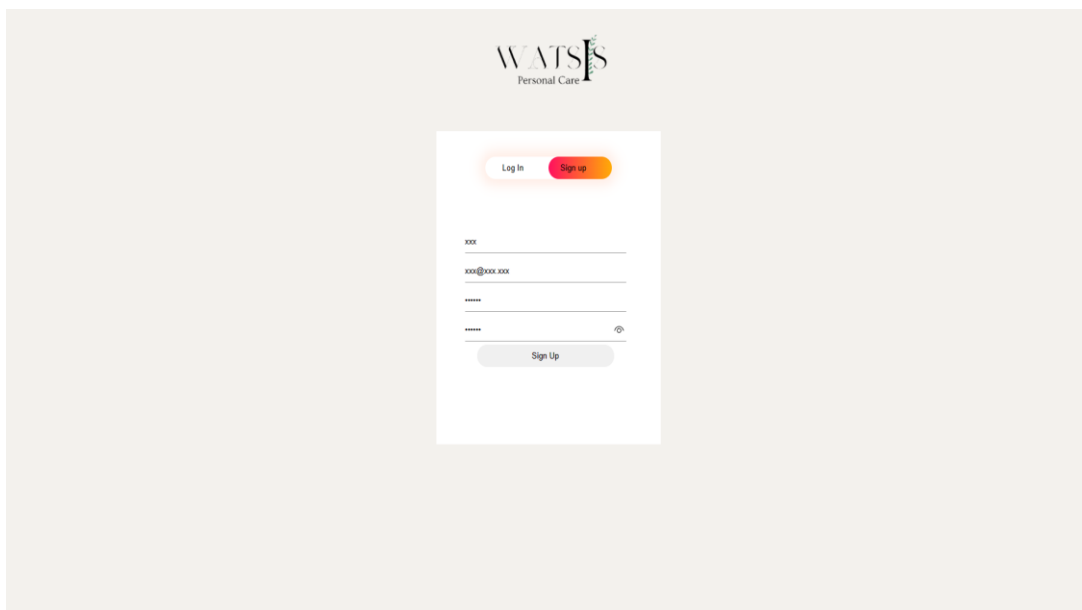 WATSIS
Personal Care
Log In Sign up
xxx
xxx@xxx.xxx
••••••
••••••
Sign Up